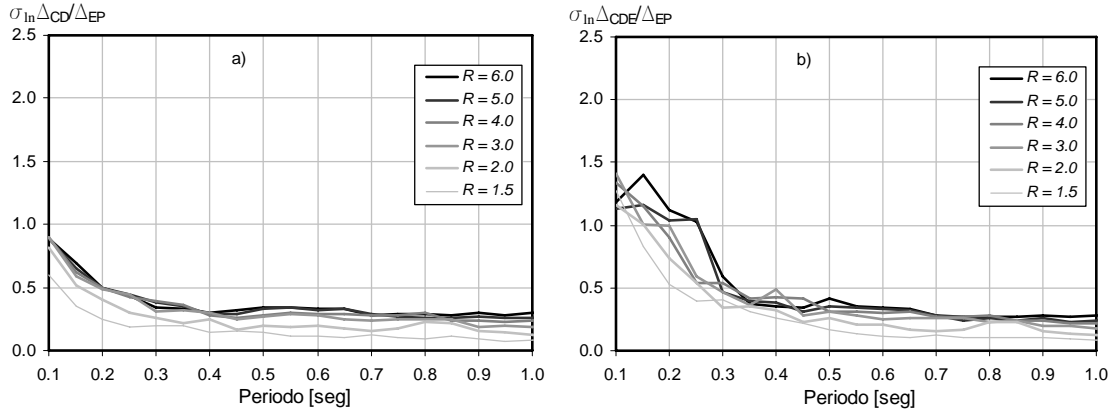 σ ln Δ CD/Δ EP
a)
2.5
2.0
1.5
1.0
0.5
0.0
0.1 0.2 0.3 0.4 0.5 0.6 0.7 0.8 0.9 1.0
Periodo [seg]
R = 6.0
R = 5.0
R = 4.0
R = 3.0
R = 2.0
R = 1.5
σ ln Δ CDE/Δ EP
b)
2.5
2.0
1.5
1.0
0.5
0.0
0.1 0.2 0.3 0.4 0.5 0.6 0.7 0.8 0.9 1.0
Periodo [seg]
R = 6.0
R = 5.0
R = 4.0
R = 3.0
R = 2.0
R = 1.5